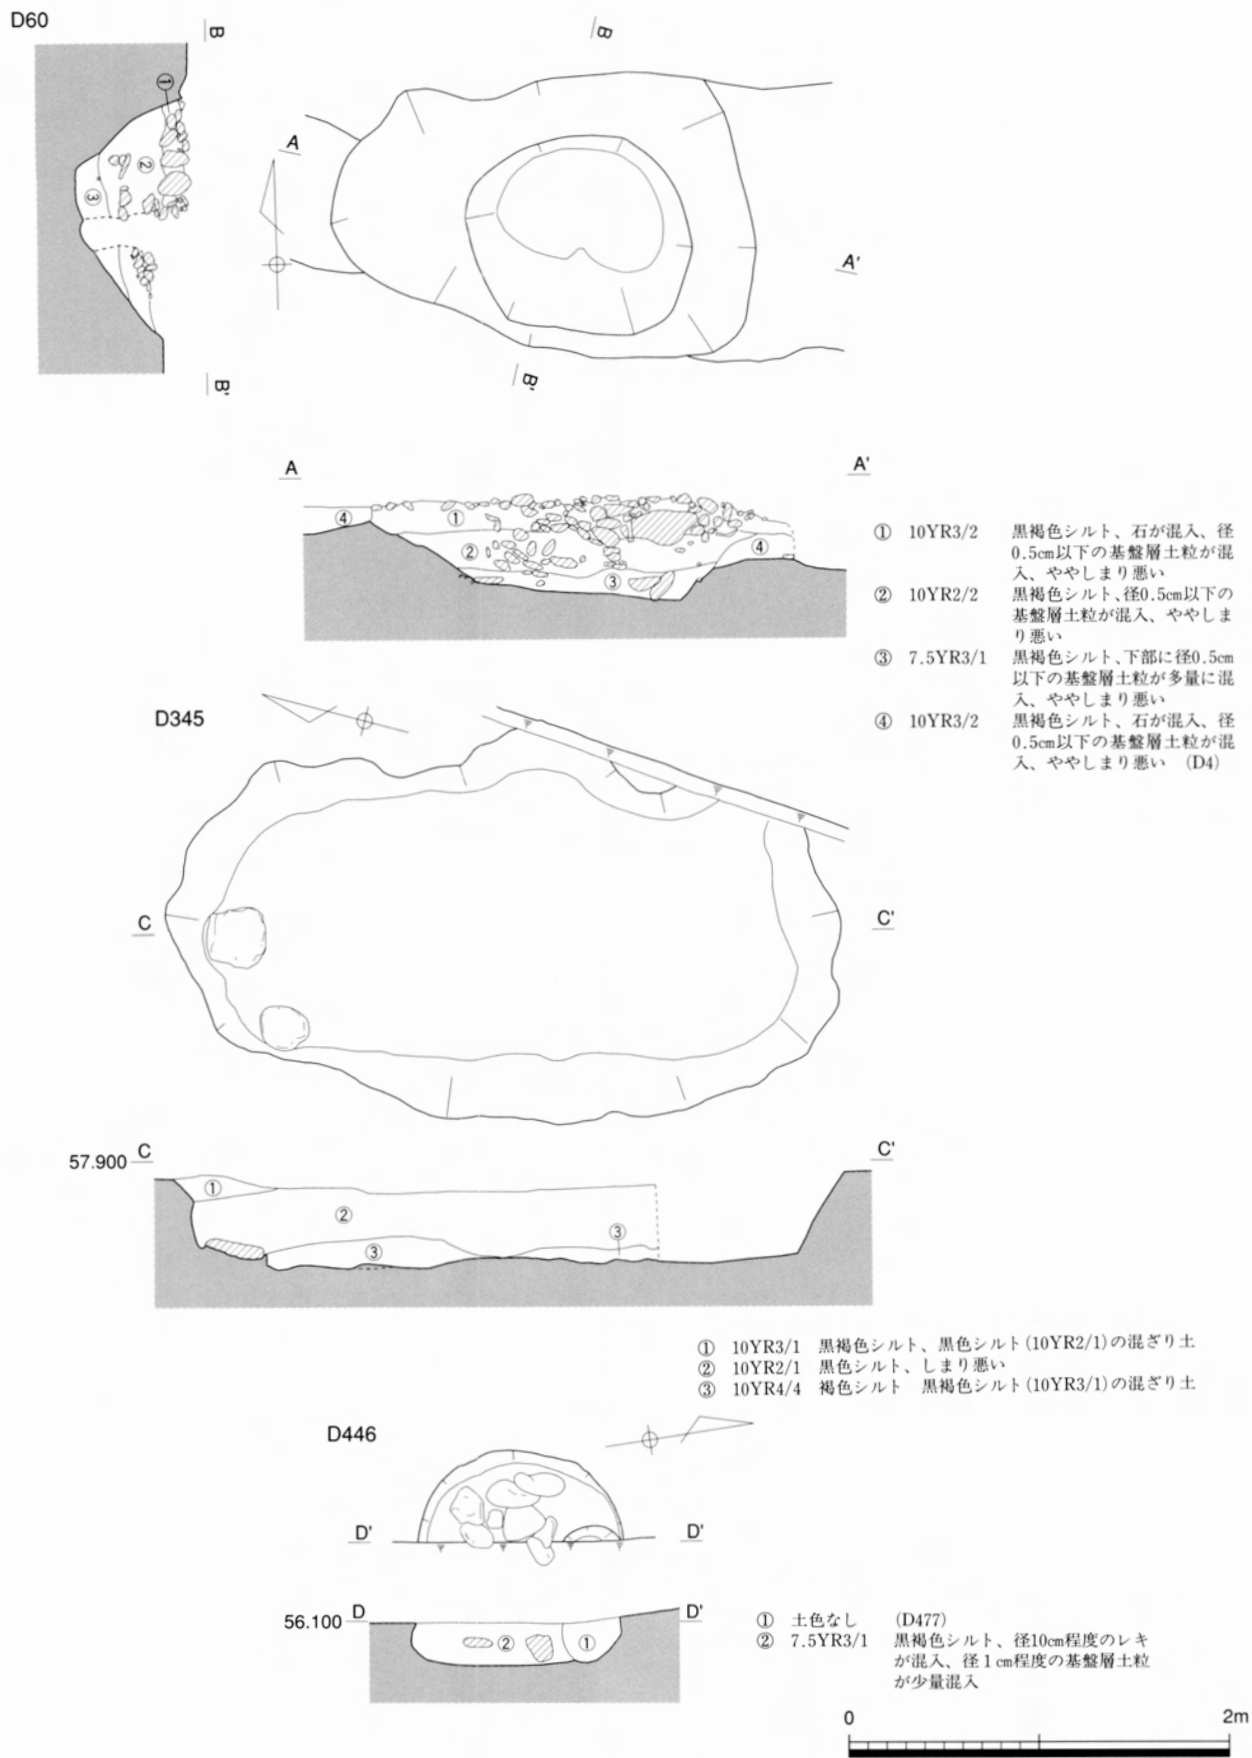 D60
B
B
①
②
③
A
A'
B'
B'
A
A'
④
①
②
③
④
① 10YR3/2 黒褐色シルト、石が混入、径
0.5cm以下の基盤層土粒が混
入、ややしまり悪い
② 10YR2/2 黒褐色シルト、径0.5cm以下の
基盤層土粒が混入、ややしま
り悪い
③ 7.5YR3/1 黒褐色シルト、下部に径0.5cm
以下の基盤層土粒が多量に混
入、ややしまり悪い
④ 10YR3/2 黒褐色シルト、石が混入、径
0.5cm以下の基盤層土粒が混
入、ややしまり悪い (D4)
D345
C
C'
57.900 C
C'
①
②
③
③
① 10YR3/1 黒褐色シルト、黒色シルト(10YR2/1)の混ざり土
② 10YR2/1 黒色シルト、しまり悪い
③ 10YR4/4 褐色シルト 黒褐色シルト(10YR3/1)の混ざり土
D446
D'
D'
56.100 D
D'
②
①
① 土色なし (D477)
② 7.5YR3/1 黒褐色シルト、径10cm程度のレキ
が混入、径1cm程度の基盤層土粒
が少量混入
0 2m